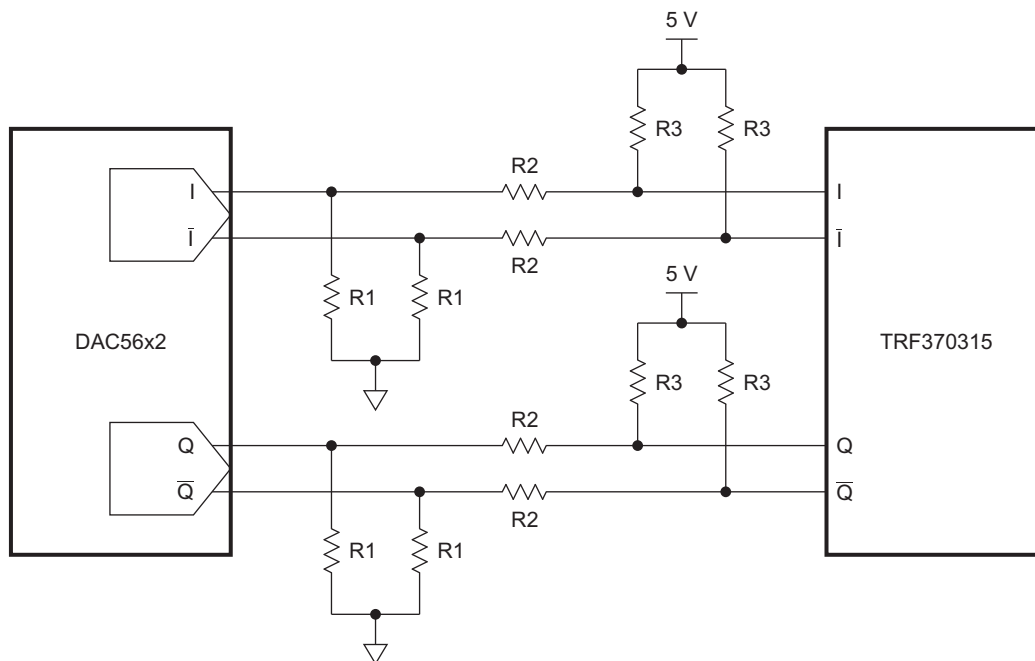 5 V
R3 R3
R2
I I
I̅ I̅
R2
5 V
R1 R1
DAC56x2 TRF370315
R3 R3
R2
Q Q
Q̅ Q̅
R2
R1 R1